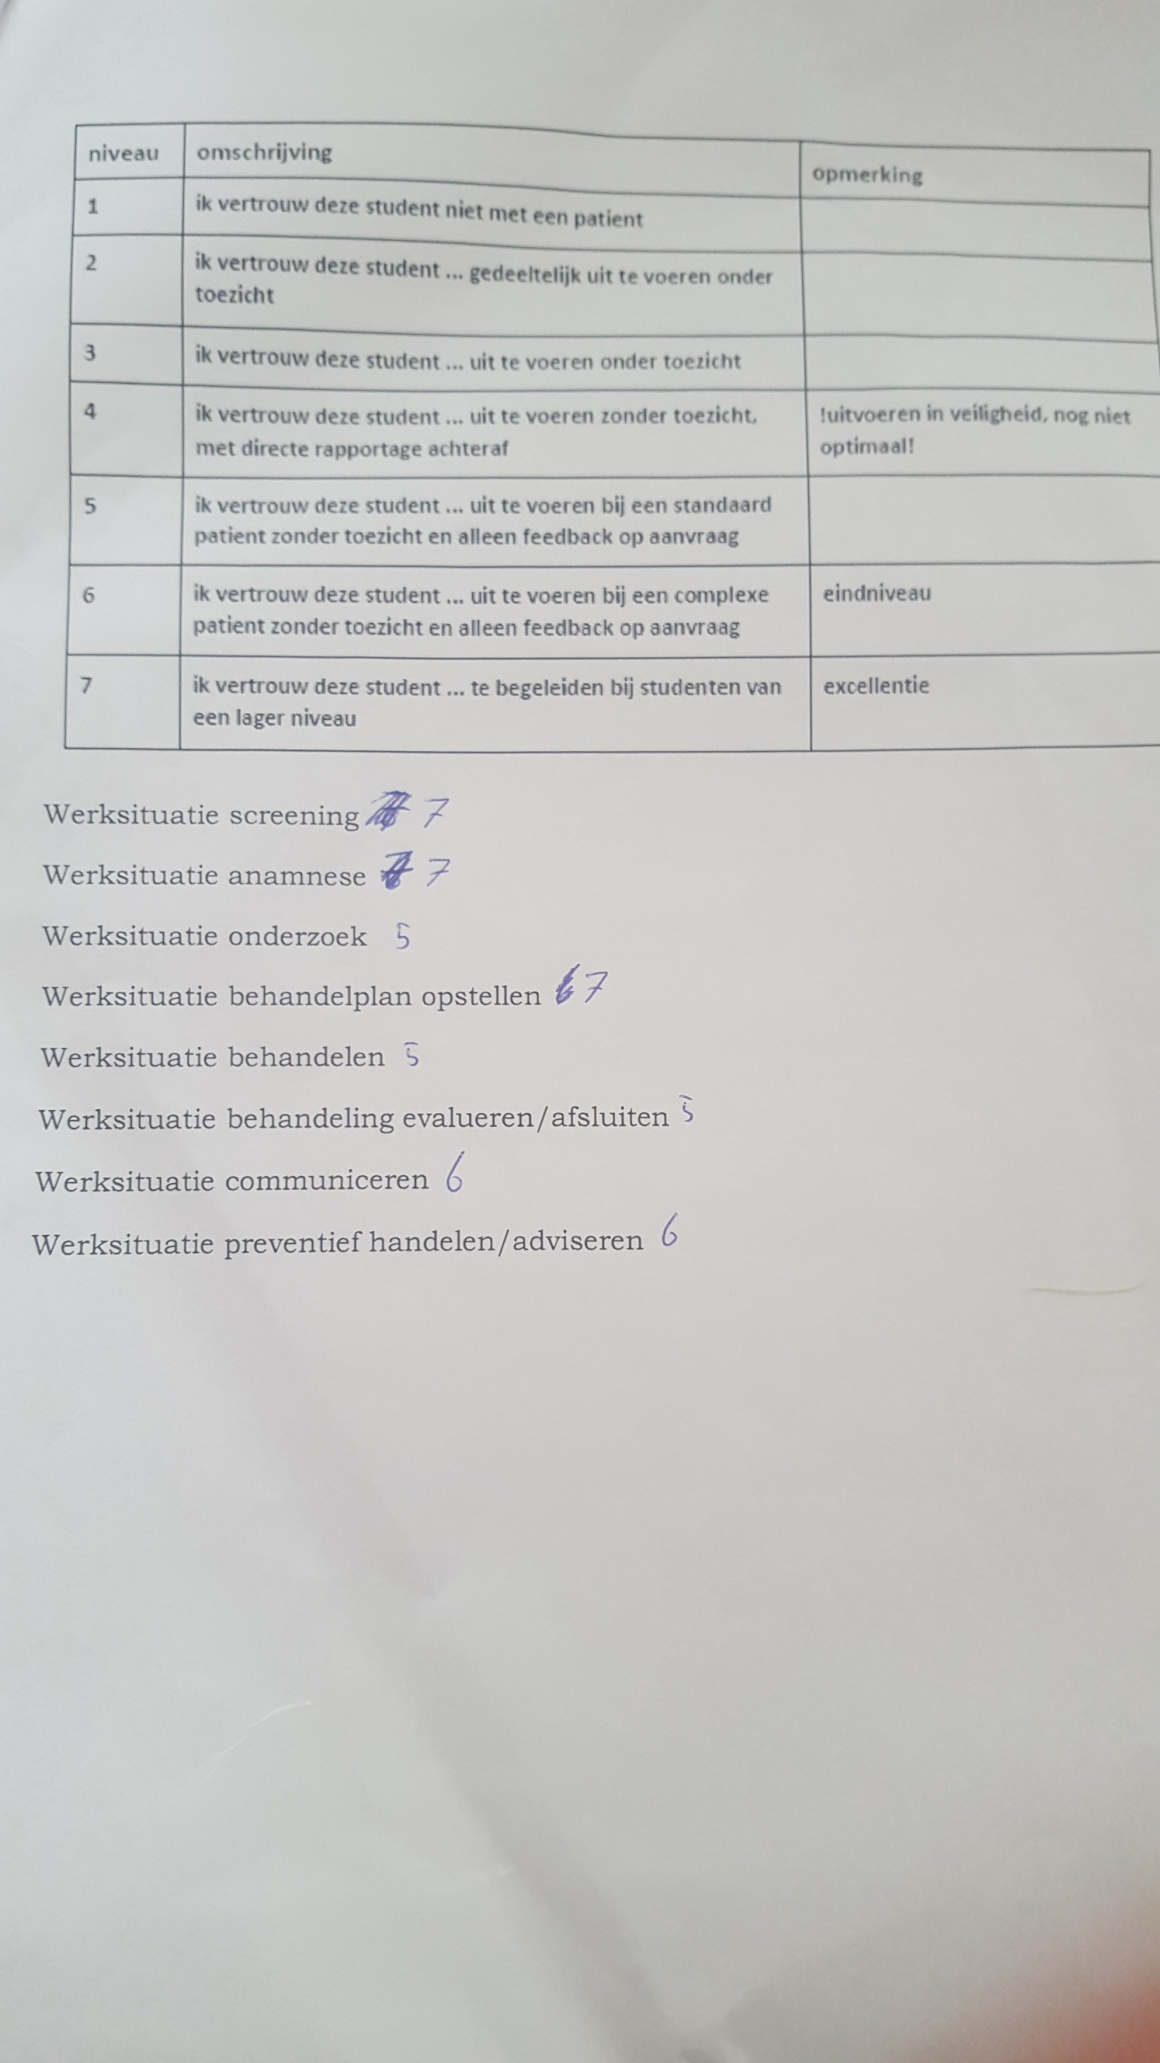 niveau omschrijving opmerking
1 ik vertrouw deze student niet met een patient
2 ik vertrouw deze student ... gedeeltelijk uit te voeren onder
toezicht
3 ik vertrouw deze student ... uit te voeren onder toezicht
4 ik vertrouw deze student ... uit te voeren zonder toezicht, !uitvoeren in veiligheid, nog niet
met directe rapportage achteraf optimaal!
5 ik vertrouw deze student ... uit te voeren bij een standaard
patient zonder toezicht en alleen feedback op aanvraag
6 ik vertrouw deze student ... uit te voeren bij een complexe eindniveau
patient zonder toezicht en alleen feedback op aanvraag
7 ik vertrouw deze student ... te begeleiden bij studenten van excellentie
een lager niveau
Werksituatie screening 7
Werksituatie anamnese 7
Werksituatie onderzoek 5
Werksituatie behandelplan opstellen 7
Werksituatie behandelen 5
Werksituatie behandeling evalueren/afsluiten 5
Werksituatie communiceren 6
Werksituatie preventief handelen/adviseren 6